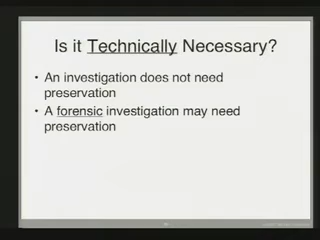 Is it Technically Necessary?
• An investigation does not need
preservation
• A forensic investigation may need
preservation